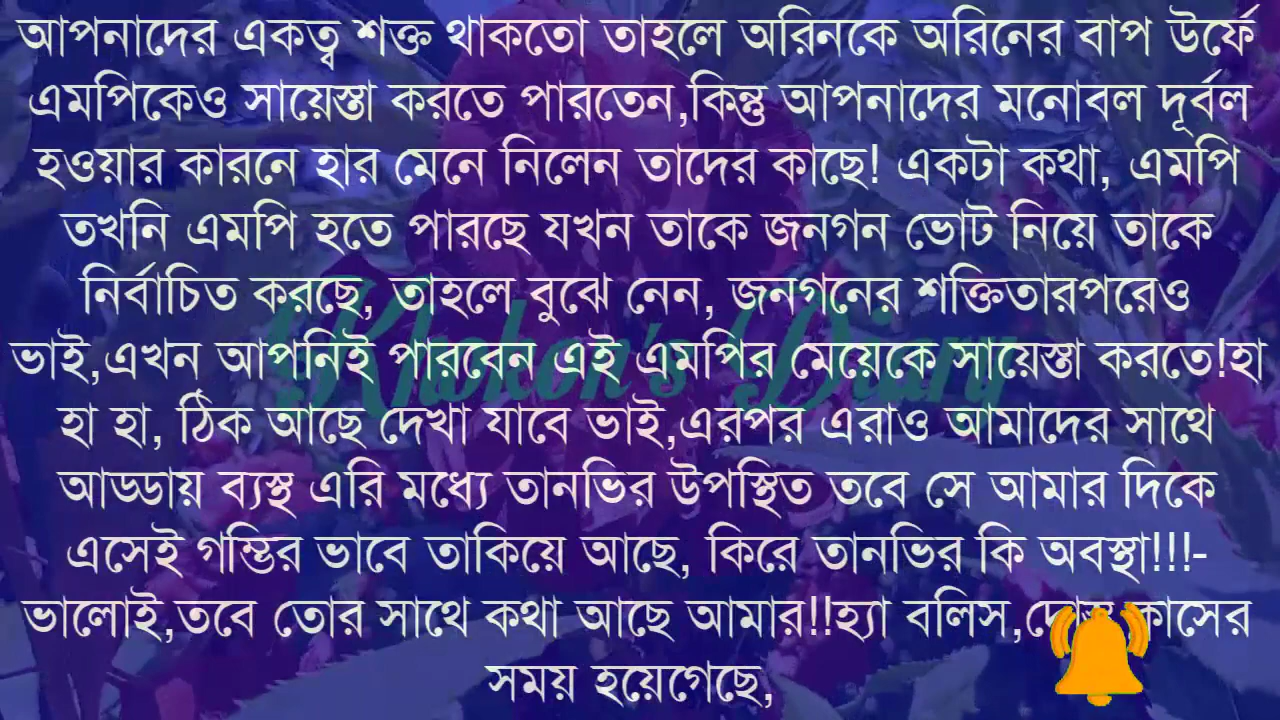 আপনাদের একত্ব শক্ত থাকতো তাহলে অরিনকে অরিনের বাপ উর্ফে
এমপিকেও সায়েস্তা করতে পারতেন,কিন্তু আপনাদের মনোবল দূর্বল
হওয়ার কারনে হার মেনে নিলেন তাদের কাছে! একটা কথা, এমপি
তখনি এমপি হতে পারছে যখন তাকে জনগন ভোট নিয়ে তাকে
নির্বাচিত করছে, তাহলে বুঝে নেন, জনগনের শক্তিতারপরেও
ভাই,এখন আপনিই পারবেন এই এমপির মেয়েকে সায়েস্তা করতে!হা
হা হা, ঠিক আছে দেখা যাবে ভাই,এরপর এরাও আমাদের সাথে
আড্ডায় ব্যস্থ এরি মধ্যে তানভির উপস্থিত তবে সে আমার দিকে
এসেই গম্ভির ভাবে তাকিয়ে আছে, কিরে তানভির কি অবস্থা!!!-
ভালোই,তবে তোর সাথে কথা আছে আমার!!হ্যা বলিস, কাসের
সময় হয়েগেছে,
Khokon's Diary